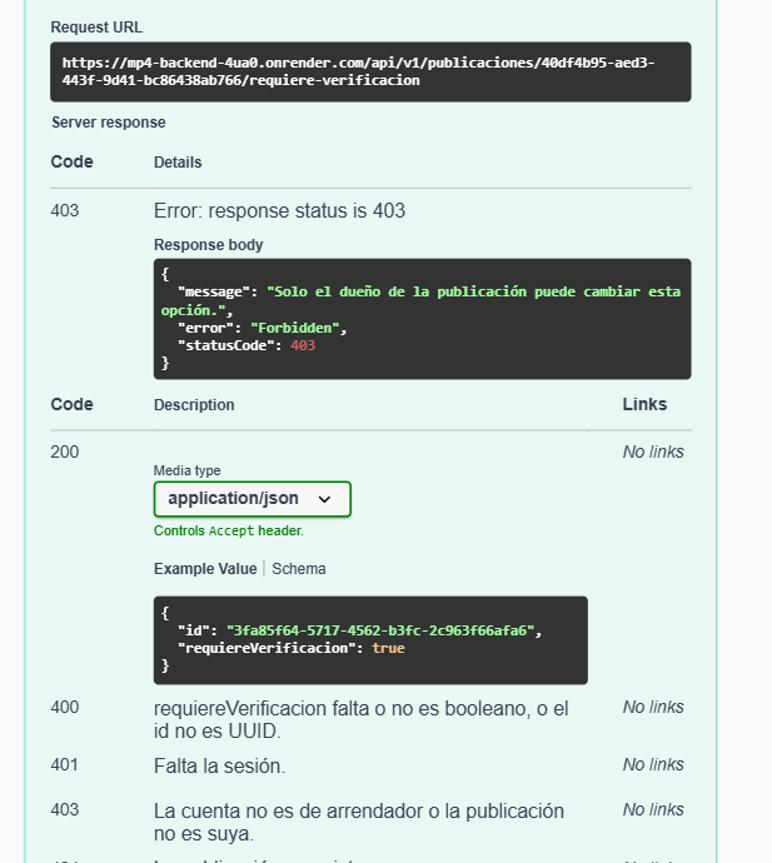 Request URL
https://mp4-backend-4ua0.onrender.com/api/v1/publicaciones/40df4b95-aed3-
443f-9d41-bc86438ab766/requiere-verificacion
Server response
Code Details
403 Error: response status is 403
Response body
{
"message": "Solo el dueño de la publicación puede cambiar esta
opción.",
"error": "Forbidden",
"statusCode": 403
}
Code Description Links
200 No links
Media type
application/json
Controls Accept header.
Example Value Schema
{
"id": "3fa85f64-5717-4562-b3fc-2c963f66afa6",
"requiereVerificacion": true
}
400 requiereVerificacion falta o no es booleano, o el No links
id no es UUID.
401 Falta la sesión. No links
403 La cuenta no es de arrendador o la publicación No links
no es suya.